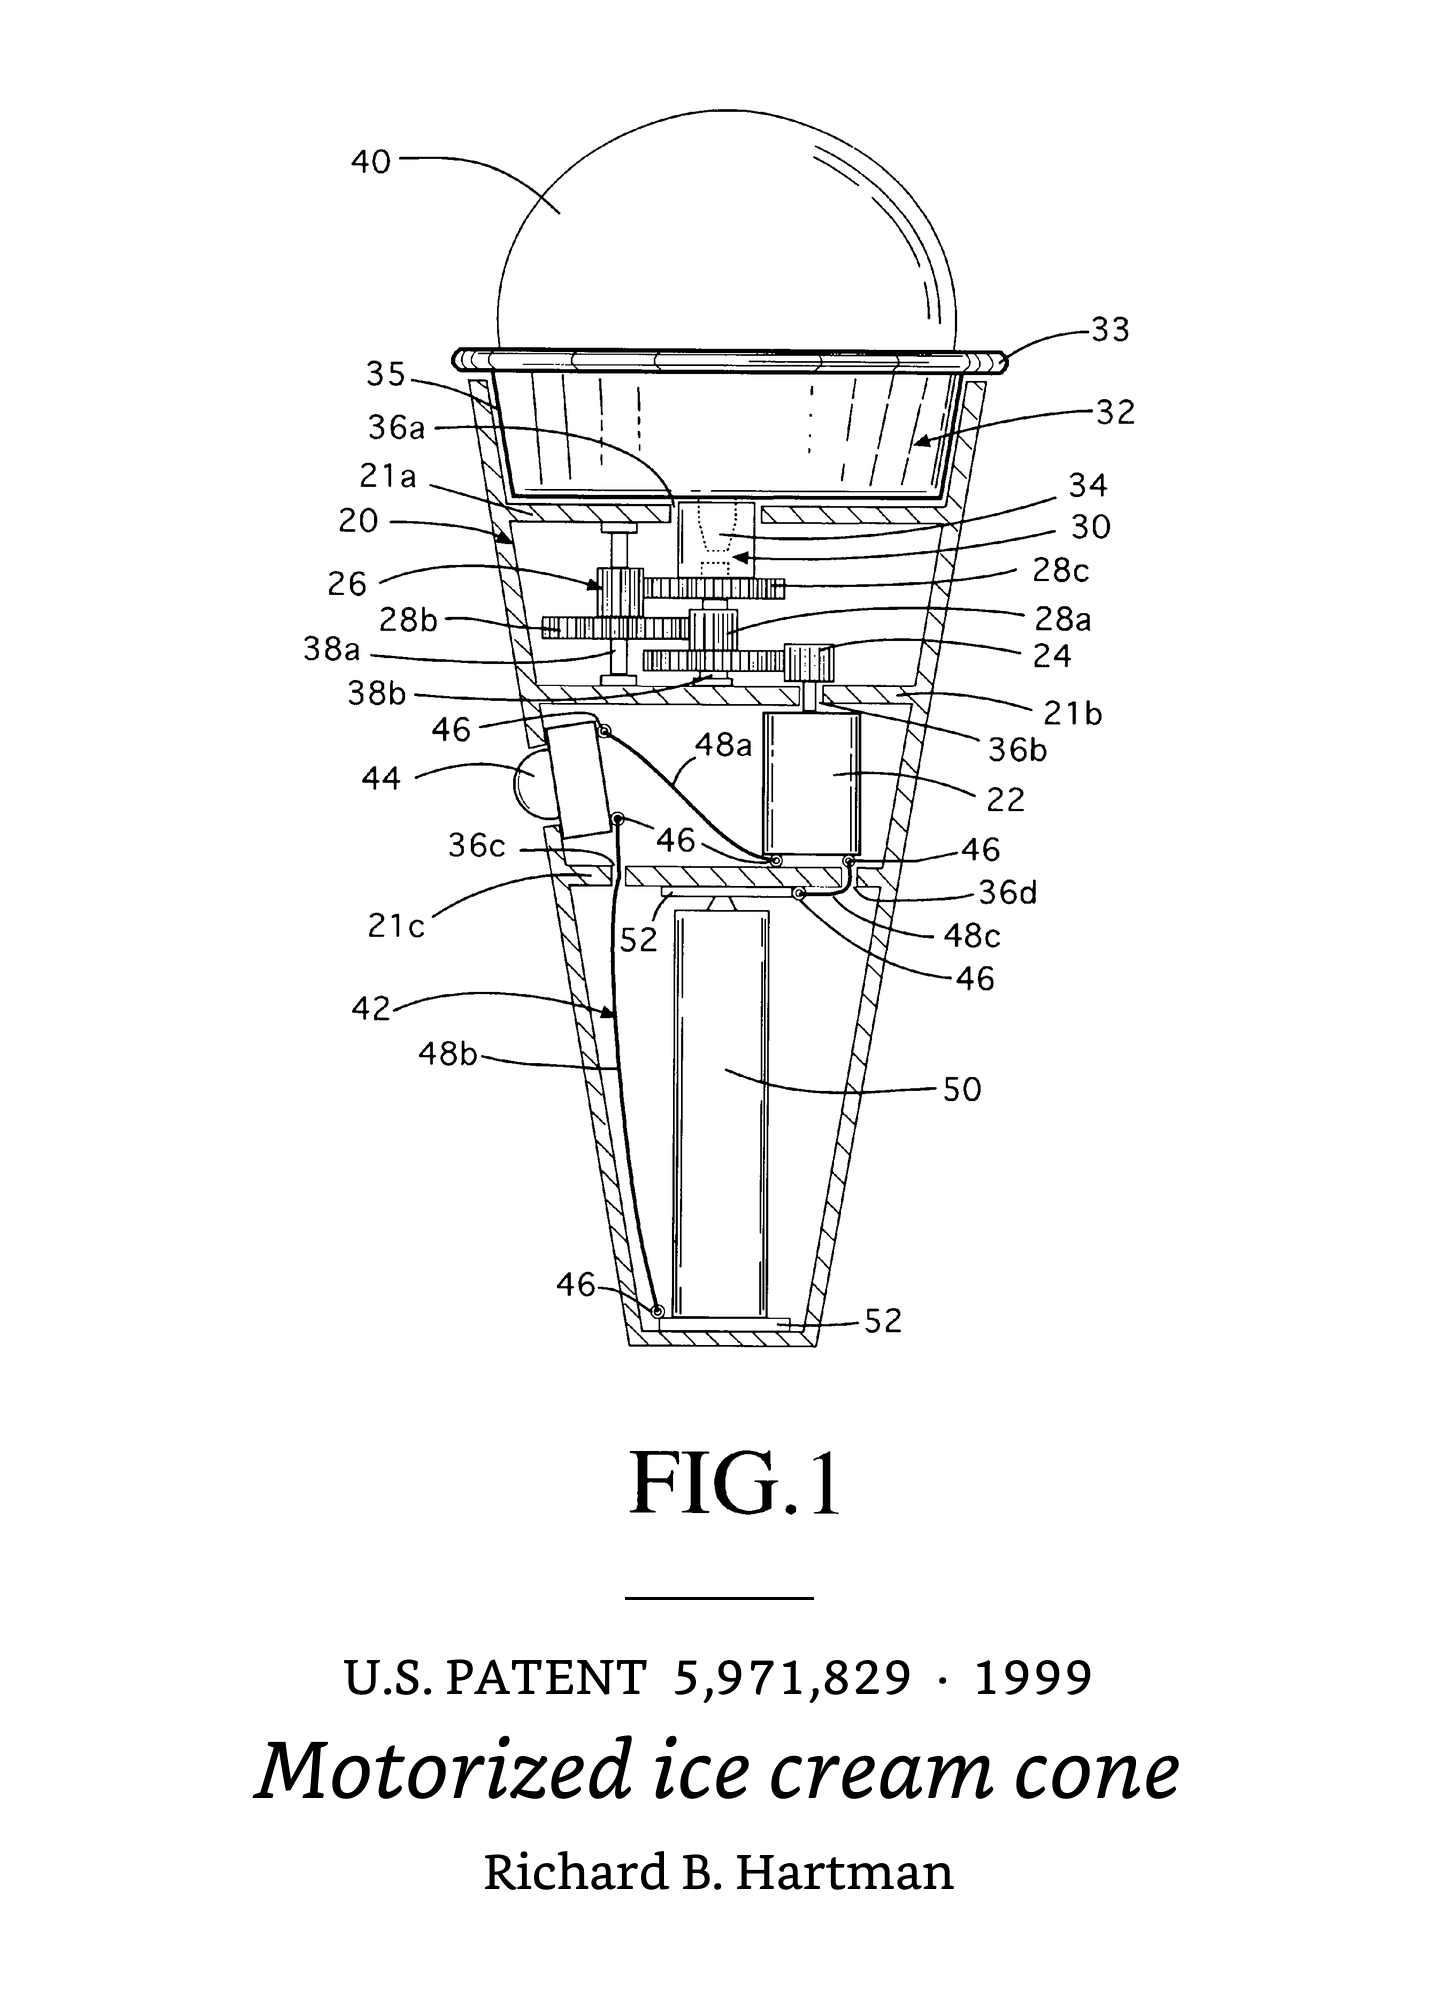 40
33
35
32
36a
21a
34
20
30
26
28c
28b
28a
38a
24
38b
21b
46
48a
36b
44
22
46
36c
46
36d
21c
52
48c
46
42
48b
50
46
52
FIG.1
U.S. PATENT 5,971,829 · 1999
Motorized ice cream cone
Richard B. Hartman